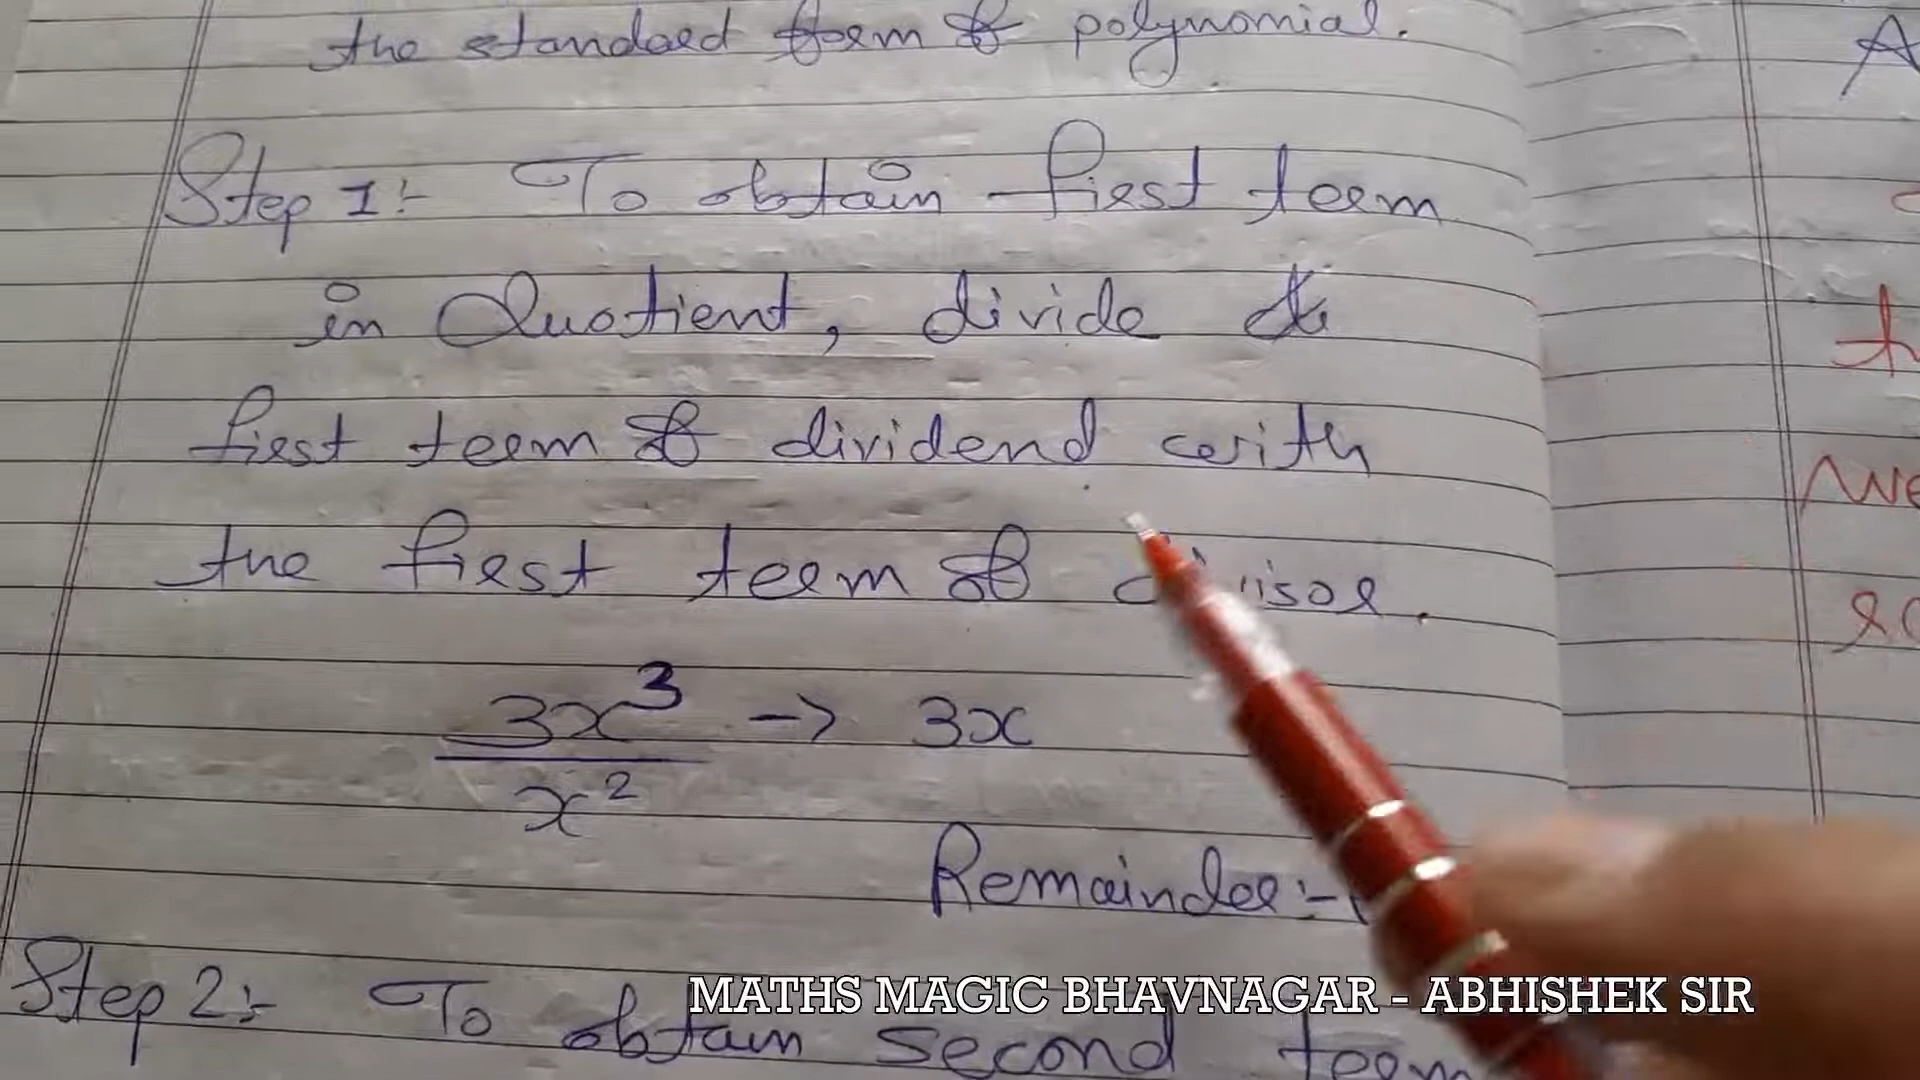 the standard form of polynomial.
Step 1:- To obtain first term
in Quotient, divide
first term of dividend with
the first term of divisor.
3x³ -> 3x
x²
Remainder:-
Step 2:- To obtain second term
MATHS MAGIC BHAVNAGAR - ABHISHEK SIR
A
t
we